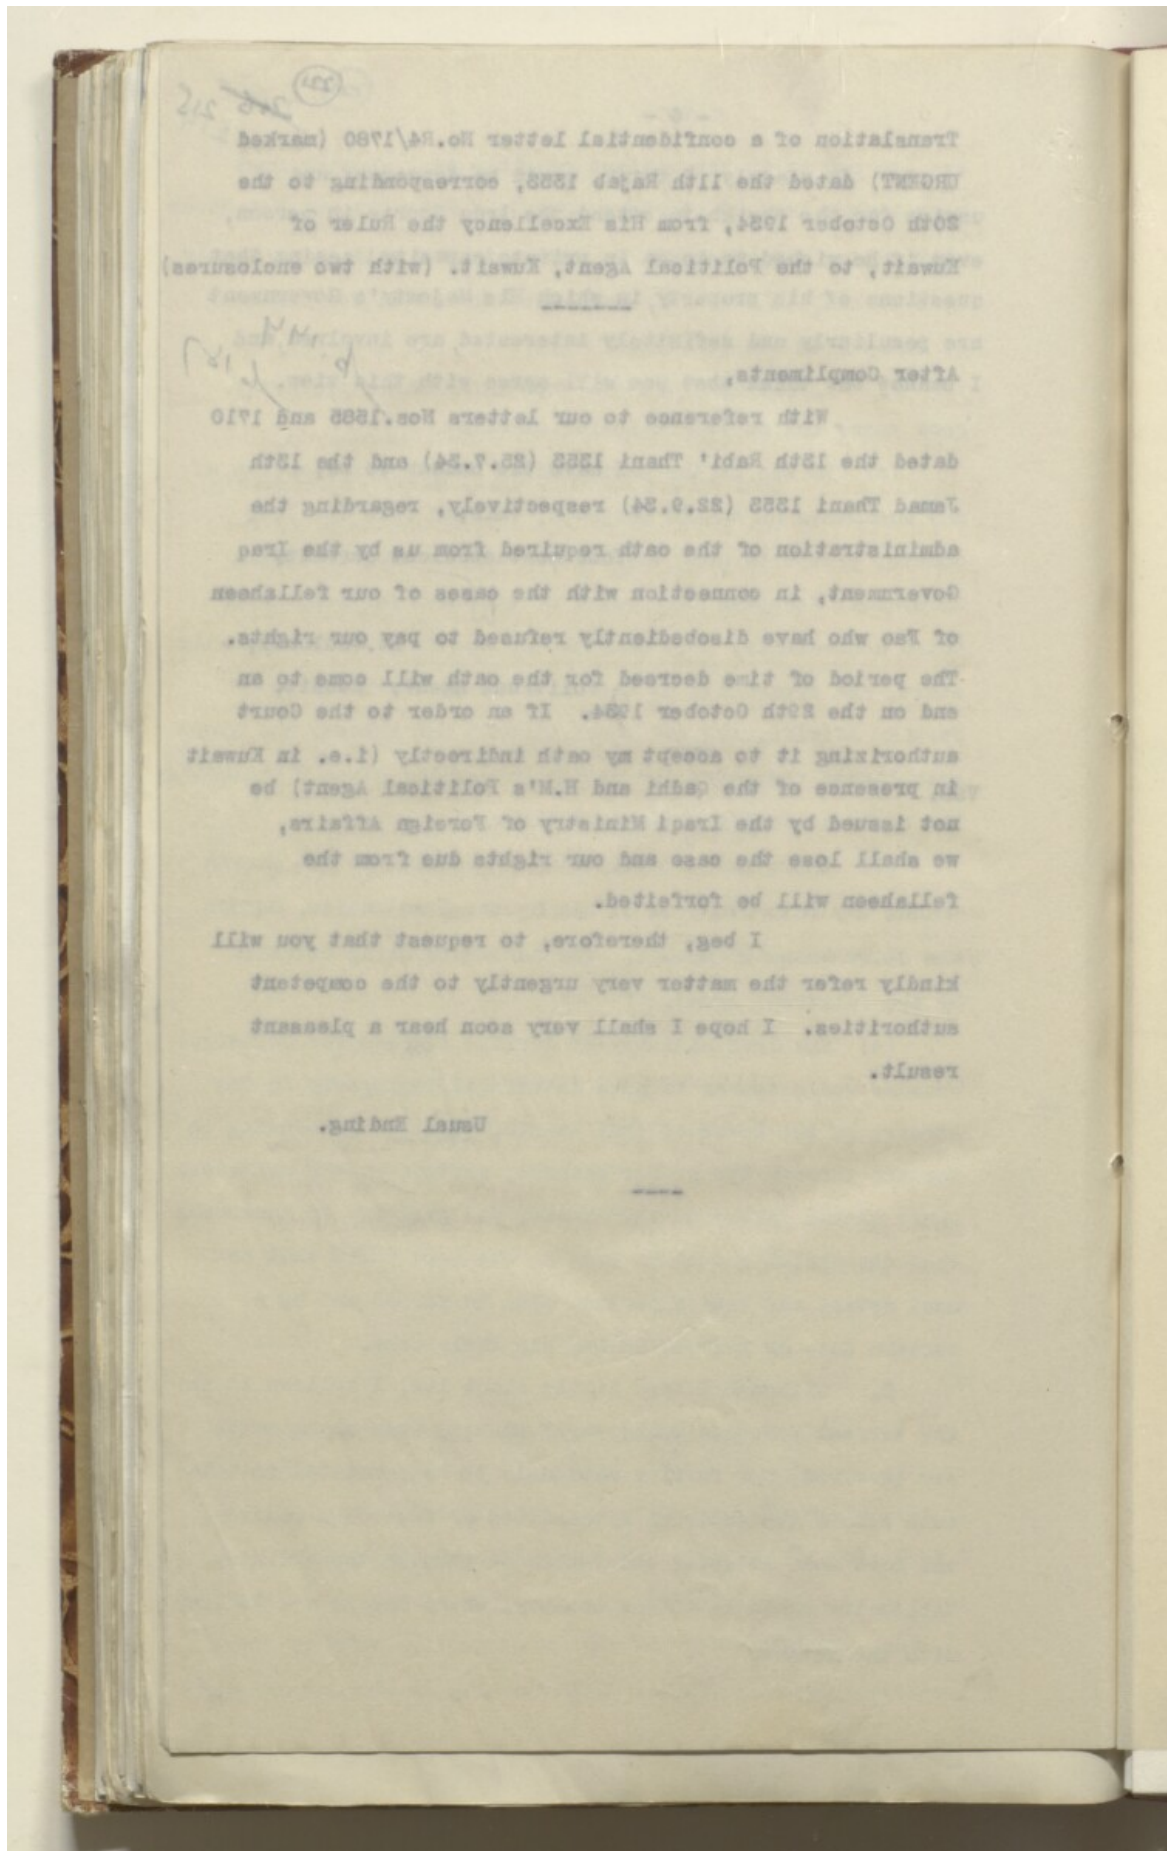 Translation of a confidential letter No.R4/1780 (marked
URGENT) dated the 11th Rajab 1353, corresponding to the
20th October 1934, from His Excellency the Ruler of
Kuwait, to the Political Agent, Kuwait. (with two enclosures)
After Compliments,
With reference to our letters Nos.1585 and 1710
dated the 13th Rabi' Thani 1353 (25.7.34) and the 13th
Jamad Thani 1353 (22.9.34) respectively, regarding the
administration of the oath required from us by the Iraq
Government, in connection with the cases of our fellaheen
of Fao who have disobediently refused to pay our rights.
The period of time decreed for the oath will come to an
end on the 29th October 1934. If an order to the Court
authorizing it to accept my oath indirectly (i.e. in Kuwait
in presence of the Qadhi and H.M's Political Agent) be
not issued by the Iraqi Ministry of Foreign Affairs,
we shall lose the case and our rights due from the
fellaheen will be forfeited.
I beg, therefore, to request that you will
kindly refer the matter very urgently to the competent
authorities. I hope I shall very soon hear a pleasant
result.
Usual Ending.